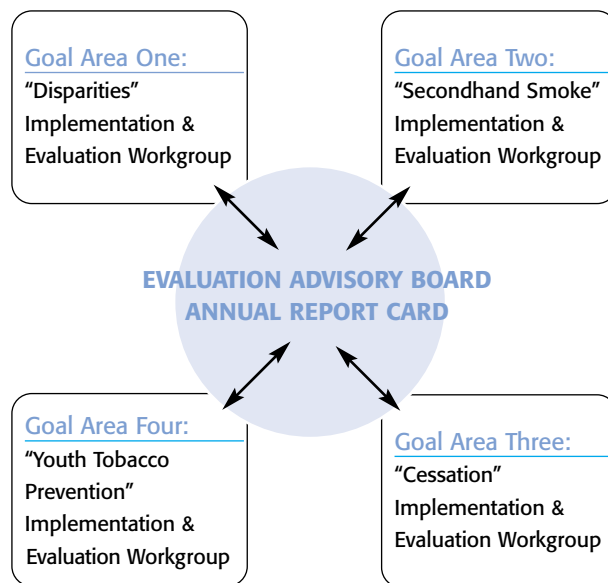 Goal Area One:
“Disparities”
Implementation &
Evaluation Workgroup
Goal Area Two:
“Secondhand Smoke”
Implementation &
Evaluation Workgroup
EVALUATION ADVISORY BOARD
ANNUAL REPORT CARD
Goal Area Four:
“Youth Tobacco
Prevention”
Implementation &
Evaluation Workgroup
Goal Area Three:
“Cessation”
Implementation &
Evaluation Workgroup